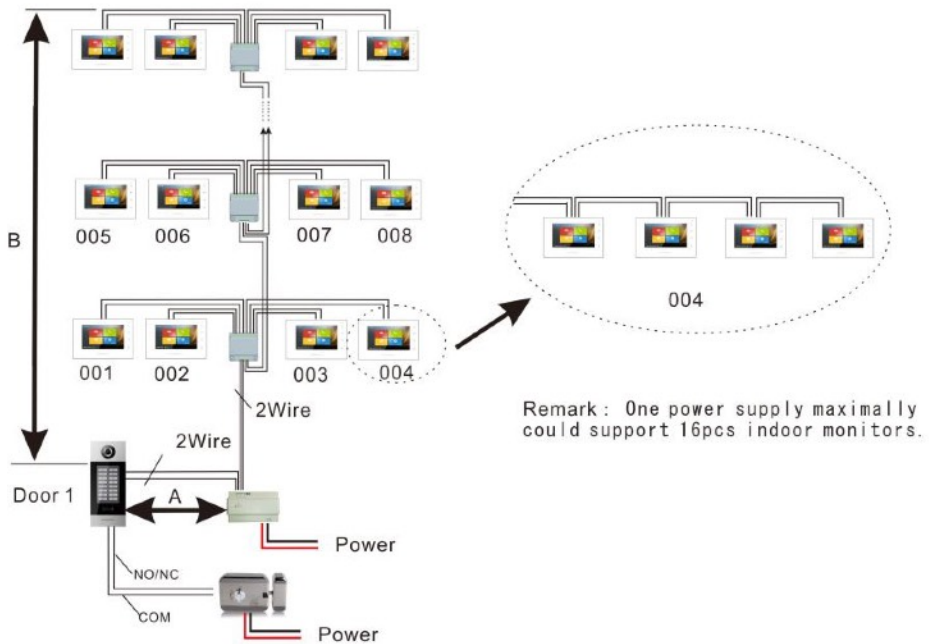 B
005 006 007 008
004
001 002 003 004
2Wire
Remark : One power supply maximally
could support 16pcs indoor monitors.
2Wire
Door 1
A
Power
NO/NC
COM
Power